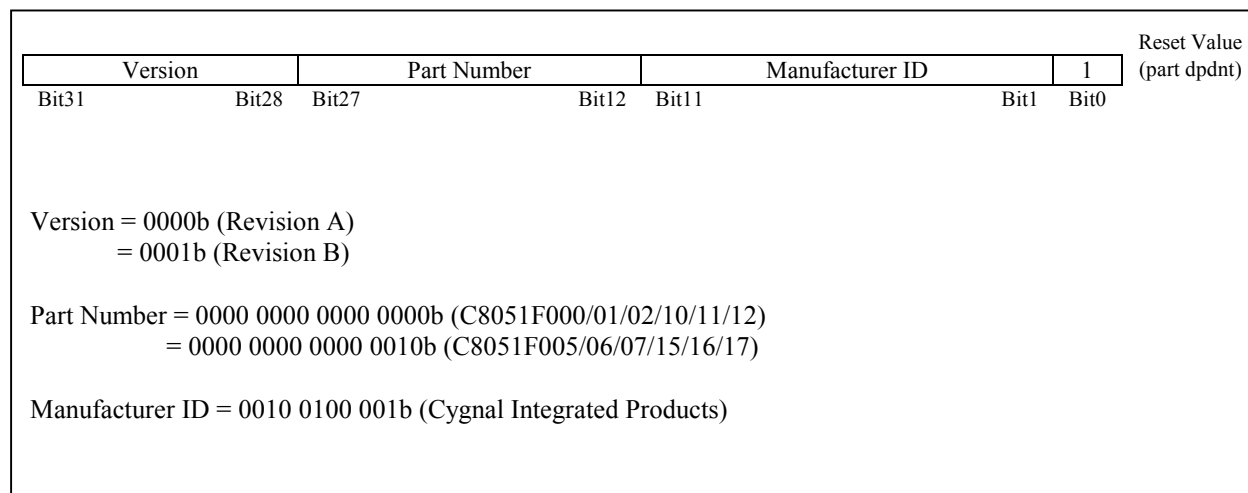 Reset Value
Version Part Number Manufacturer ID 1 (part dpdnt)
Bit31 Bit28 Bit27 Bit12 Bit11 Bit1 Bit0
Version = 0000b (Revision A)
= 0001b (Revision B)
Part Number = 0000 0000 0000 0000b (C8051F000/01/02/10/11/12)
= 0000 0000 0000 0010b (C8051F005/06/07/15/16/17)
Manufacturer ID = 0010 0100 001b (Cygnal Integrated Products)